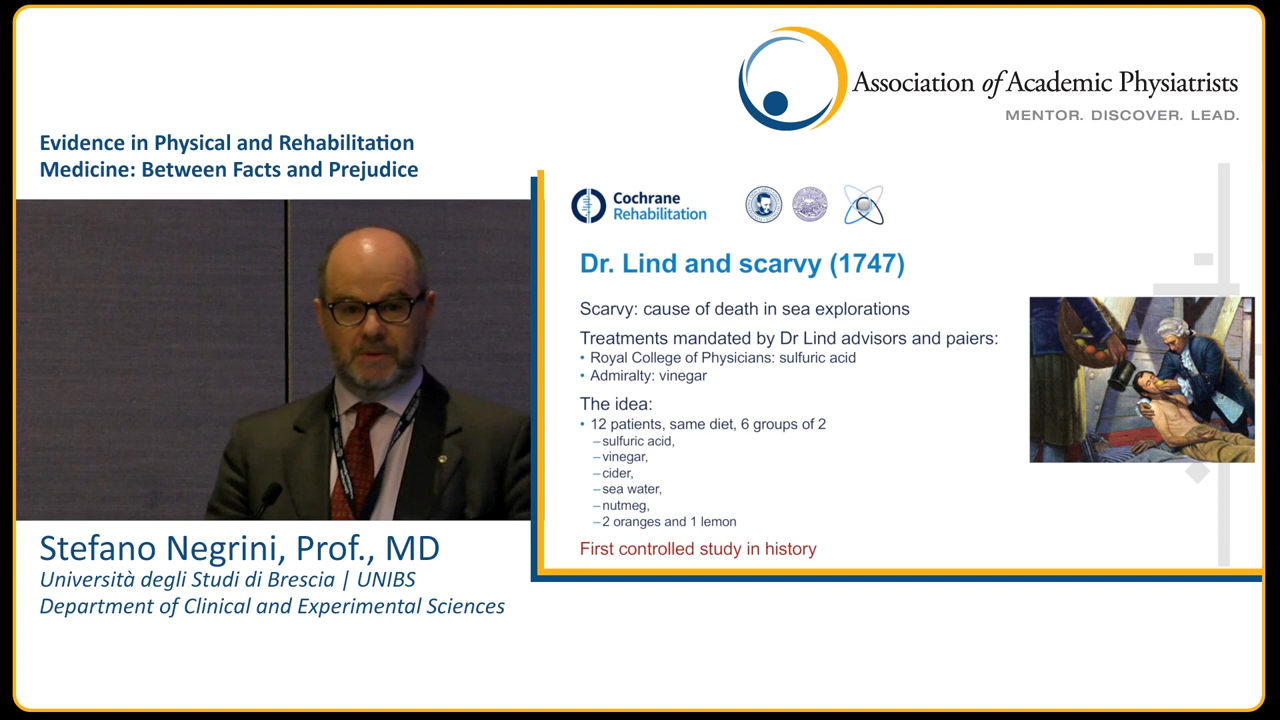 Association of Academic Physiatrists
MENTOR. DISCOVER. LEAD.
Evidence in Physical and Rehabilitation
Medicine: Between Facts and Prejudice
Cochrane
Rehabilitation
Dr. Lind and scarvy (1747)
Scarvy: cause of death in sea explorations
Treatments mandated by Dr Lind advisors and paiers:
• Royal College of Physicians: sulfuric acid
• Admiralty: vinegar
The idea:
• 12 patients, same diet, 6 groups of 2
– sulfuric acid,
– vinegar,
– cider,
– sea water,
– nutmeg,
– 2 oranges and 1 lemon
First controlled study in history
Stefano Negrini, Prof., MD
Università degli Studi di Brescia | UNIBS
Department of Clinical and Experimental Sciences